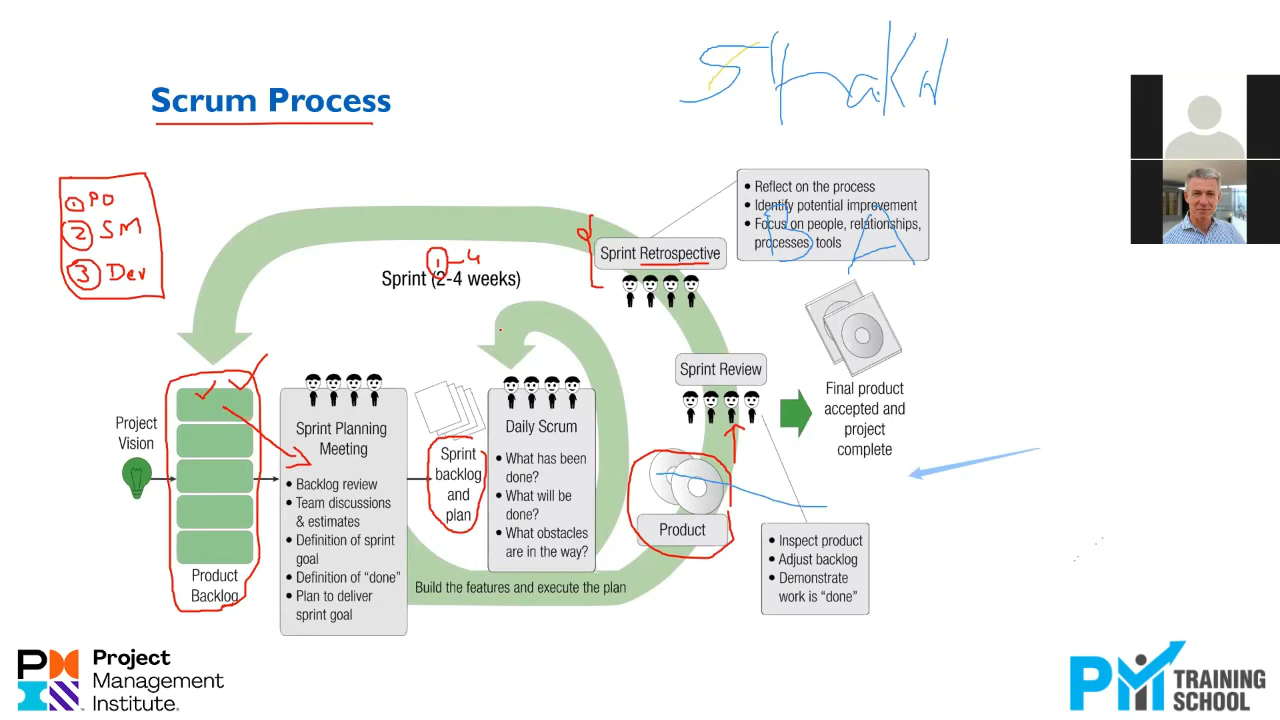 Scrum Process
① PO
② SM
③ Dev
Sprint (2-4 weeks)
① - 4
Sprint Retrospective
• Reflect on the process
• Identify potential improvement
• Focus on people, relationships,
processes, tools
B A
Sprint Review
Final product
accepted and
project
complete
Project
Vision
Product
Backlog
Sprint Planning
Meeting
• Backlog review
• Team discussions
& estimates
• Definition of sprint
goal
• Definition of “done”
• Plan to deliver
sprint goal
Sprint
backlog
and
plan
Daily Scrum
• What has been
done?
• What will be
done?
• What obstacles
are in the way?
Build the features and execute the plan
Product
• Inspect product
• Adjust backlog
• Demonstrate
work is “done”
Project
Management
Institute.
PM TRAINING
SCHOOL